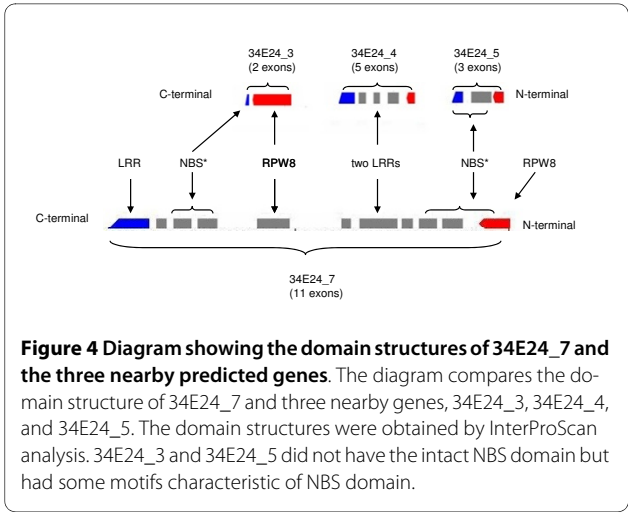 34E24_3 34E24_4 34E24_5
(2 exons) (5 exons) (3 exons)
C-terminal N-terminal
LRR NBS* RPW8 two LRRs NBS* RPW8
C-terminal N-terminal
34E24_7
(11 exons)
Figure 4 Diagram showing the domain structures of 34E24_7 and
the three nearby predicted genes. The diagram compares the do-
main structure of 34E24_7 and three nearby genes, 34E24_3, 34E24_4,
and 34E24_5. The domain structures were obtained by InterProScan
analysis. 34E24_3 and 34E24_5 did not have the intact NBS domain but
had some motifs characteristic of NBS domain.